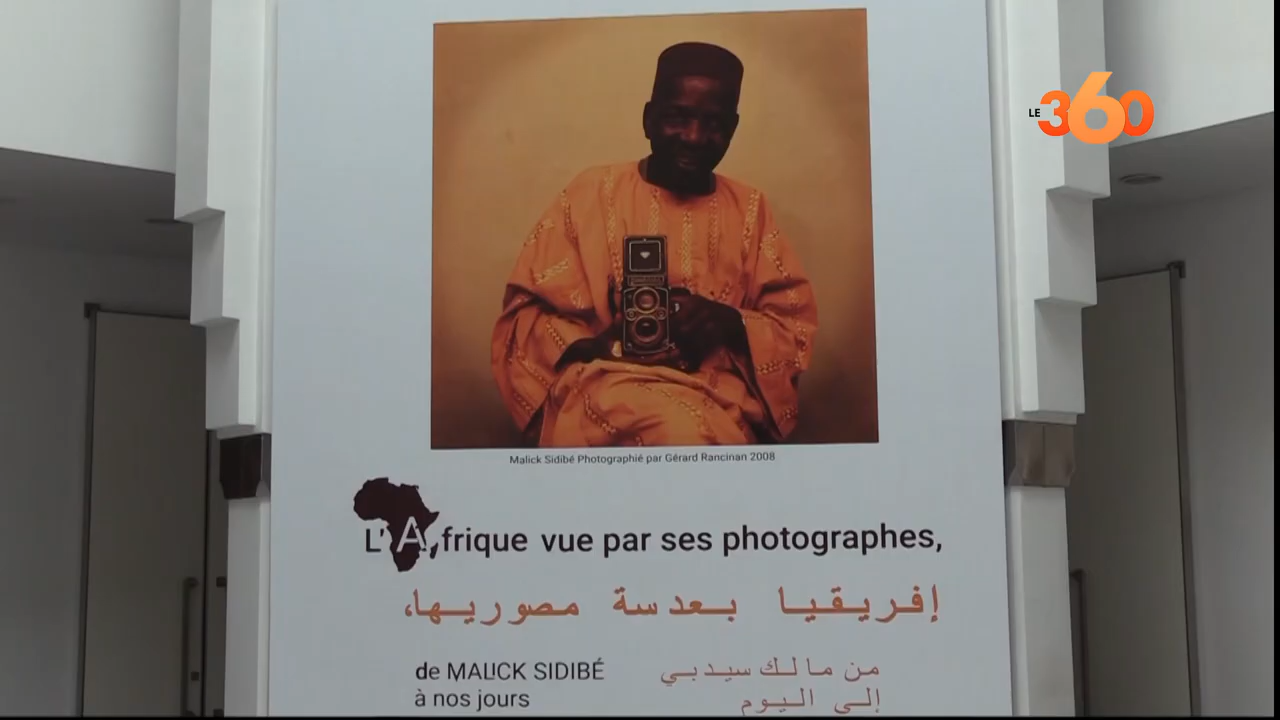 LE 360
Malick Sidibé Photographié par Gérard Rancinan 2008
L'Afrique vue par ses photographes,
إفريقيا بعدسة مصوريها،
de MALICK SIDIBÉ
à nos jours
من مالك سيدبي
إلى اليوم